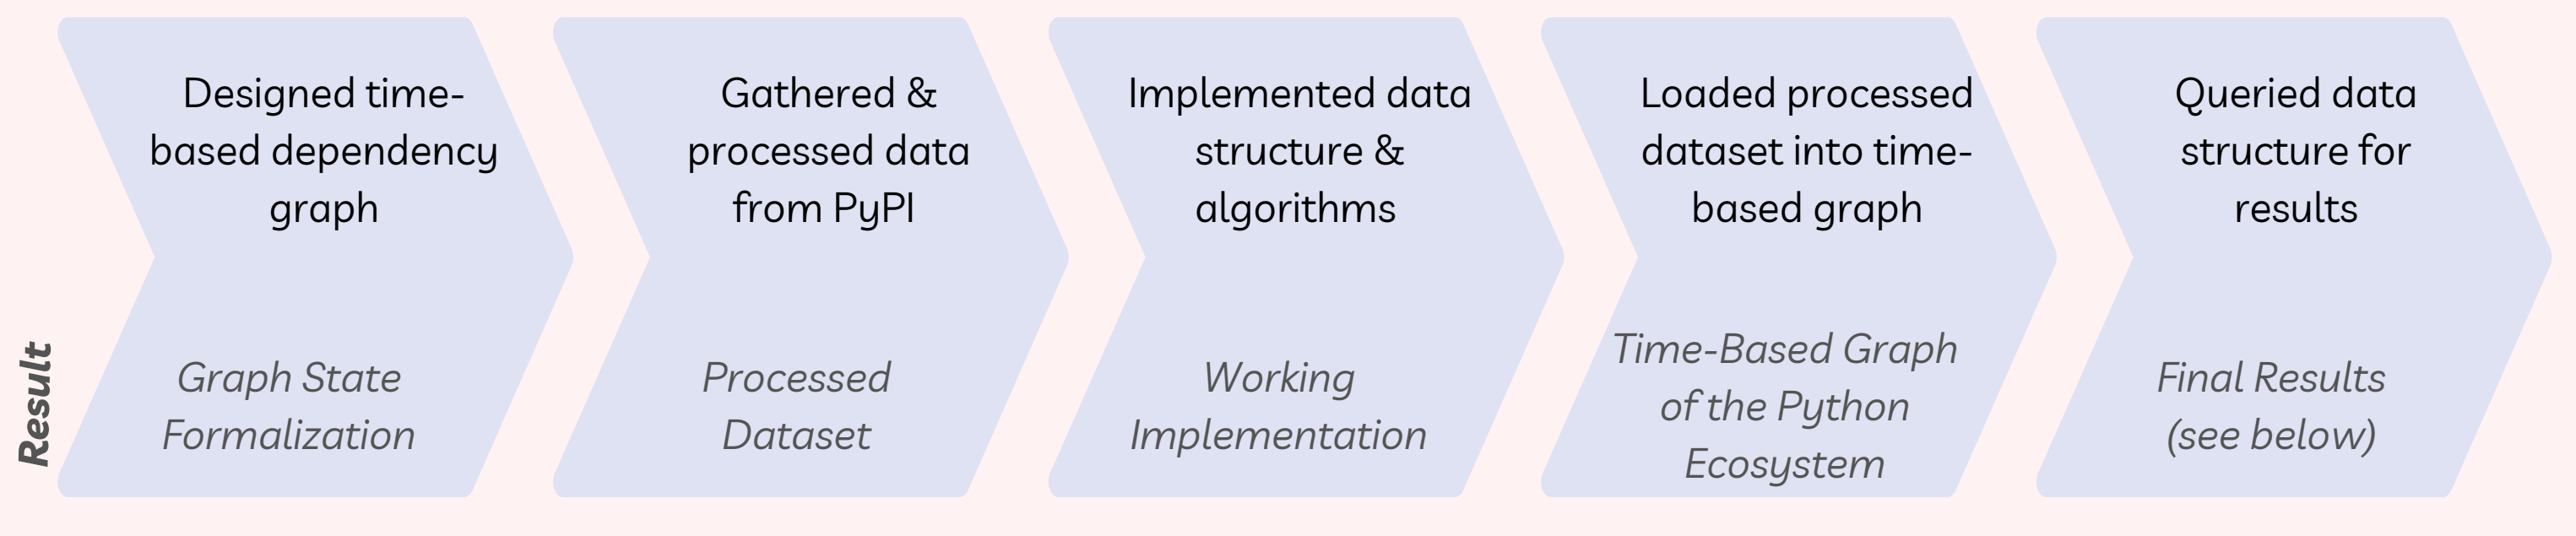 Designed time-
based dependency
graph
Graph State
Formalization
Gathered &
processed data
from PyPI
Processed
Dataset
Implemented data
structure &
algorithms
Working
Implementation
Loaded processed
dataset into time-
based graph
Time-Based Graph
of the Python
Ecosystem
Queried data
structure for
results
Final Results
(see below)
Result